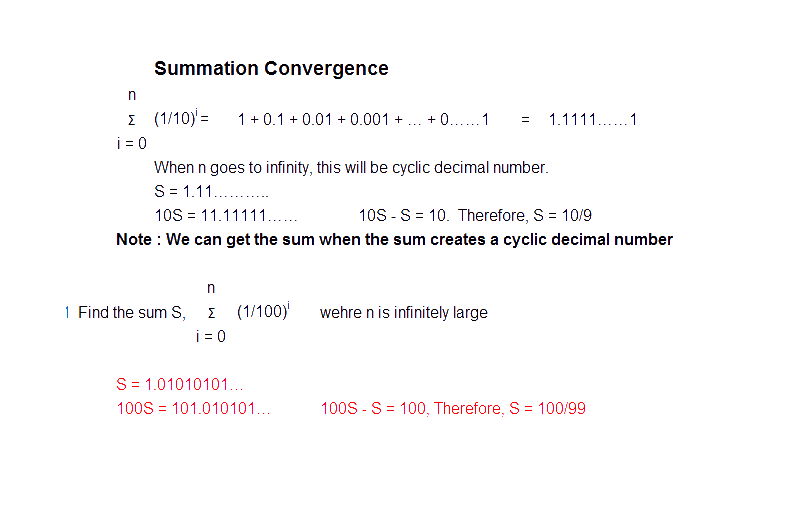 Summation Convergence
n
Σ (1/10)^i = 1 + 0.1 + 0.01 + 0.001 + ... + 0......1 = 1.1111......1
i = 0
When n goes to infinity, this will be cyclic decimal number.
S = 1.11...........
10S = 11.11111...... 10S - S = 10. Therefore, S = 10/9
Note : We can get the sum when the sum creates a cyclic decimal number
n
1 Find the sum S, Σ (1/100)^i wehre n is infinitely large
i = 0
S = 1.01010101...
100S = 101.010101... 100S - S = 100, Therefore, S = 100/99